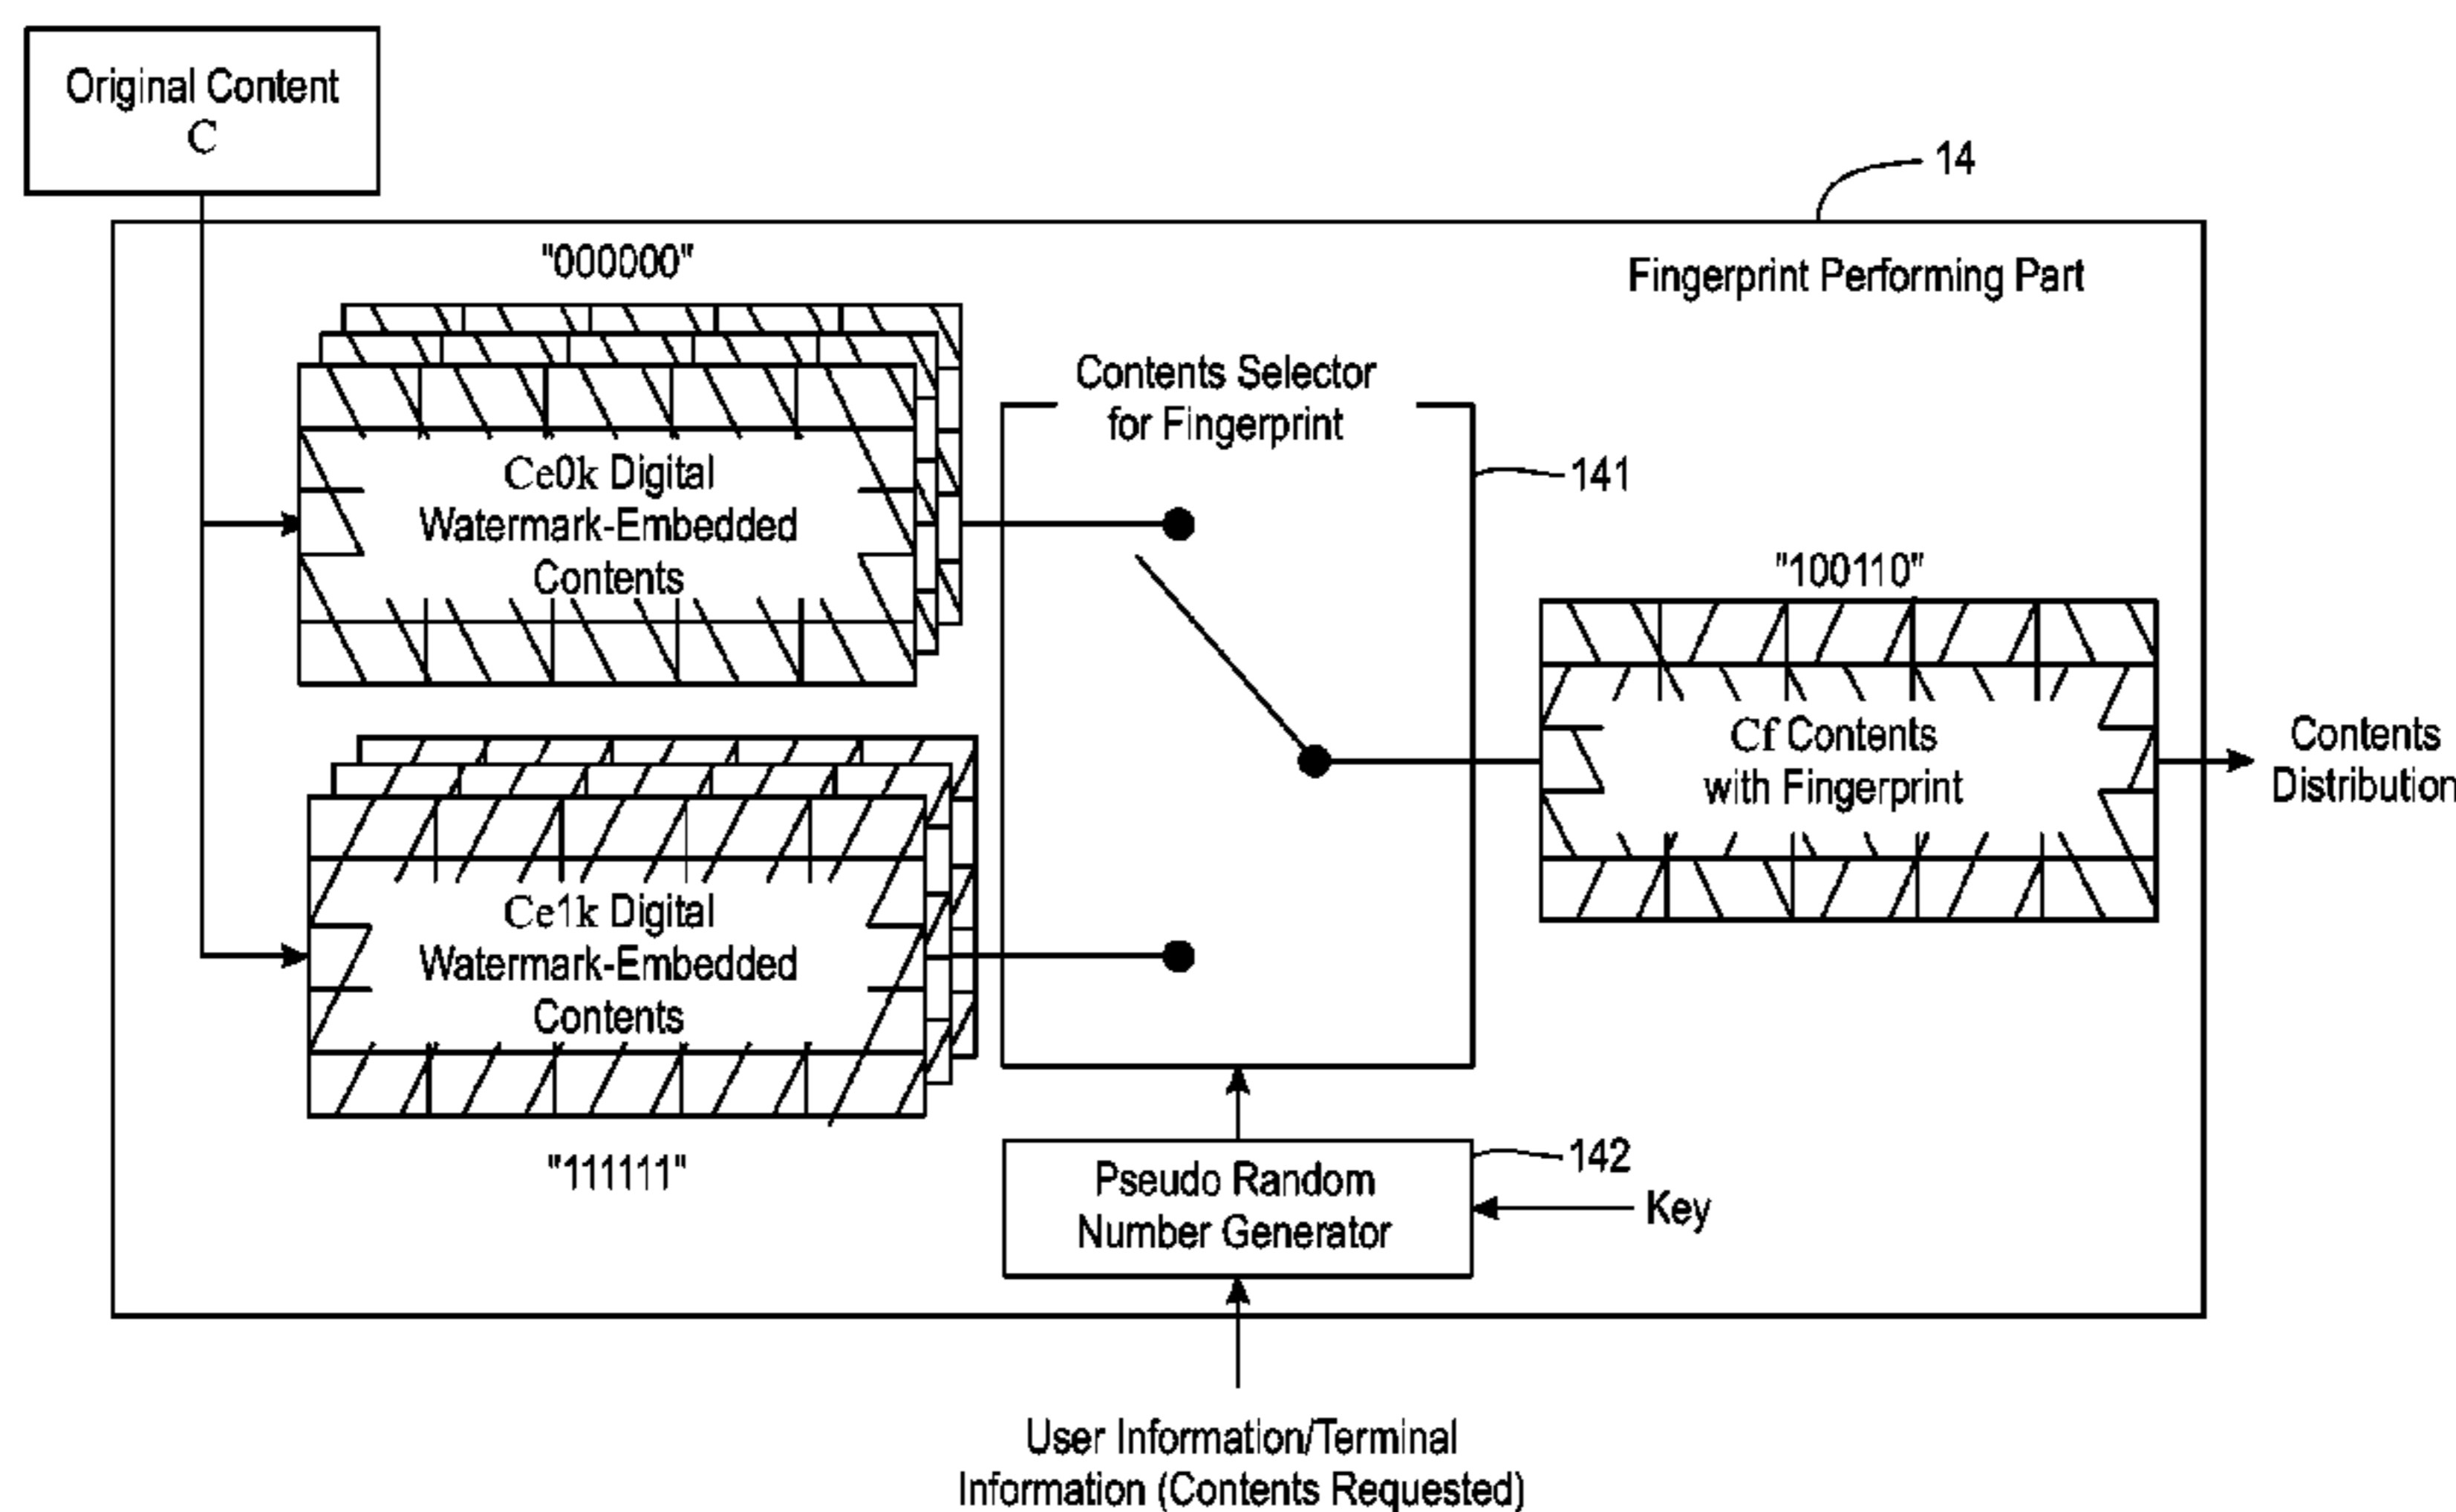 Original Content
C
14
"000000"
Fingerprint Performing Part
Contents Selector
for Fingerprint
141
Ce0k Digital
Watermark-Embedded
Contents
"100110"
Cf Contents
with Fingerprint
Contents
Distribution
Ce1k Digital
Watermark-Embedded
Contents
"111111"
142
Pseudo Random
Number Generator
Key
User Information/Terminal
Information (Contents Requested)